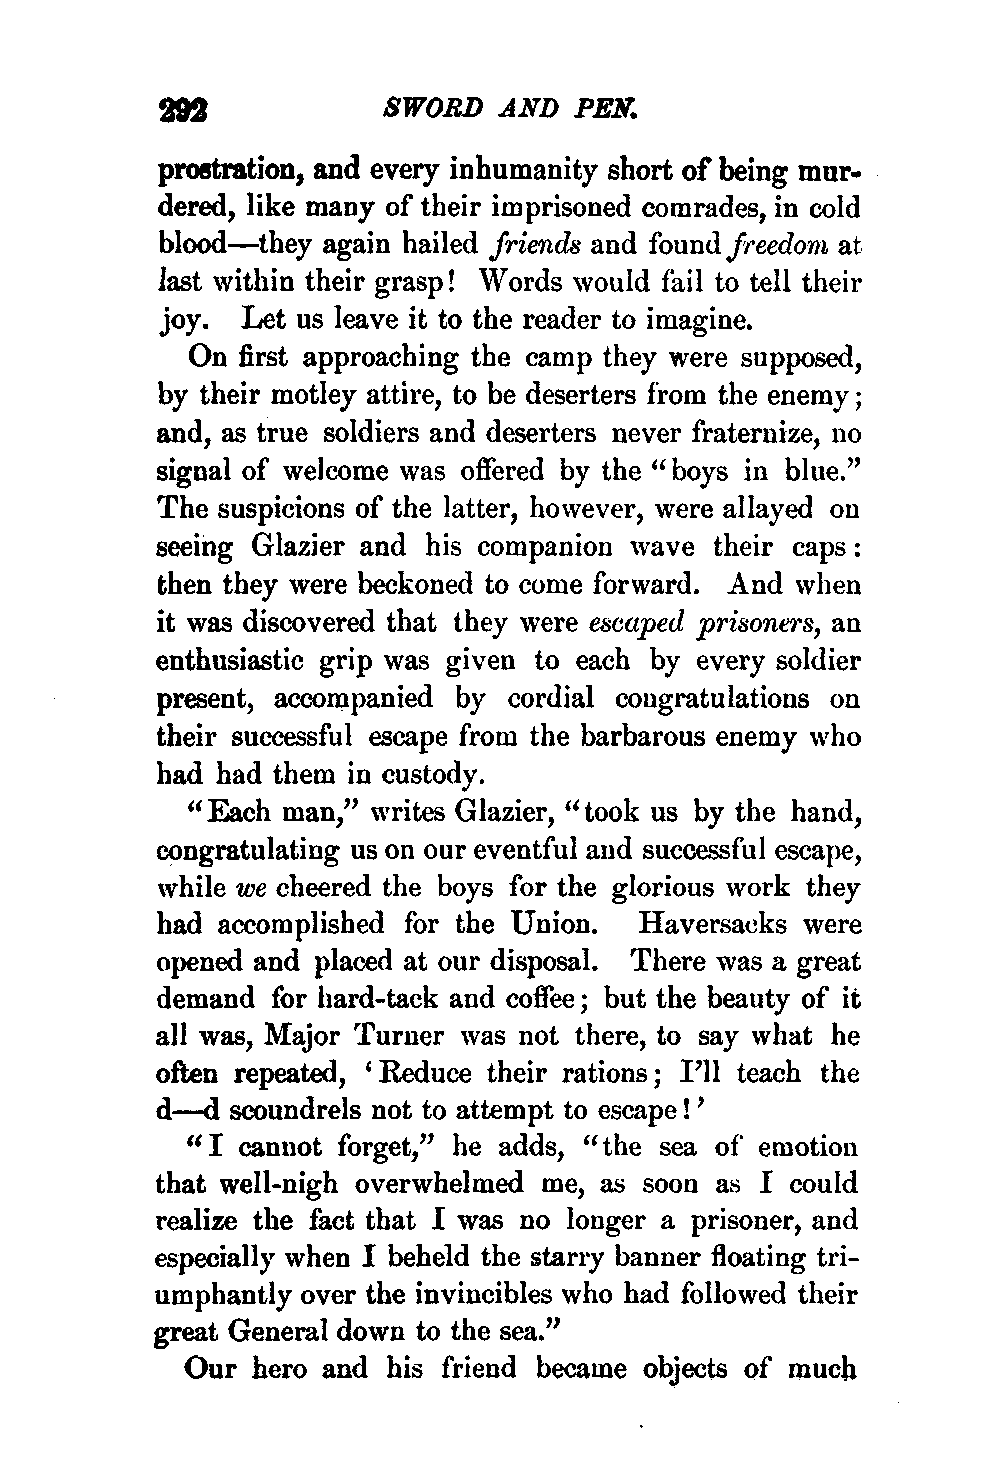 292 SWORD AND PEN.
prostration, and every inhumanity short of being mur-
dered, like many of their imprisoned comrades, in cold
blood—they again hailed friends and found freedom at
last within their grasp! Words would fail to tell their
joy. Let us leave it to the reader to imagine.
On first approaching the camp they were supposed,
by their motley attire, to be deserters from the enemy;
and, as true soldiers and deserters never fraternize, no
signal of welcome was offered by the “boys in blue.”
The suspicions of the latter, however, were allayed on
seeing Glazier and his companion wave their caps:
then they were beckoned to come forward. And when
it was discovered that they were escaped prisoners, an
enthusiastic grip was given to each by every soldier
present, accompanied by cordial congratulations on
their successful escape from the barbarous enemy who
had had them in custody.
“Each man,” writes Glazier, “took us by the hand,
congratulating us on our eventful and successful escape,
while we cheered the boys for the glorious work they
had accomplished for the Union. Haversacks were
opened and placed at our disposal. There was a great
demand for hard-tack and coffee; but the beauty of it
all was, Major Turner was not there, to say what he
often repeated, ‘Reduce their rations; I’ll teach the
d—d scoundrels not to attempt to escape!’
“I cannot forget,” he adds, “the sea of emotion
that well-nigh overwhelmed me, as soon as I could
realize the fact that I was no longer a prisoner, and
especially when I beheld the starry banner floating tri-
umphantly over the invincibles who had followed their
great General down to the sea.”
Our hero and his friend became objects of much